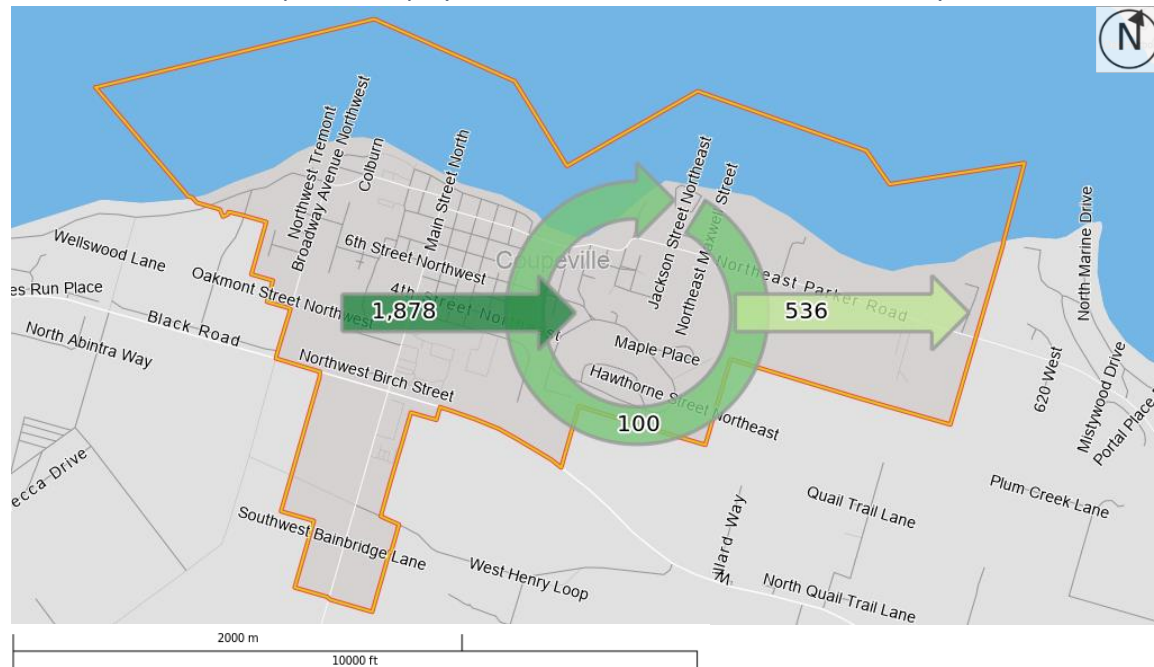 N
Northwest Tremont
Broadway Avenue Northwest
Colburn
Main Street North
Jackson Street Northeast
Northeast Maxwell Street
North Marine Drive
Wellswood Lane
6th Street Northwest
Coupeville
Northeast Parker Road
Oakmont Street Northwest
4th Street Northwest
es Run Place
1,878
536
North Abintra Way
Black Road
Maple Place
Northwest Birch Street
Hawthorne Street Northeast
620 West
Mistywood Drive
Portal Place
100
ecca Drive
Quail Trail Lane
Plum Creek Lane
Southwest Bainbridge Lane
West Henry Loop
illard Way
W
North Quail Trail Lane
2000 m
10000 ft